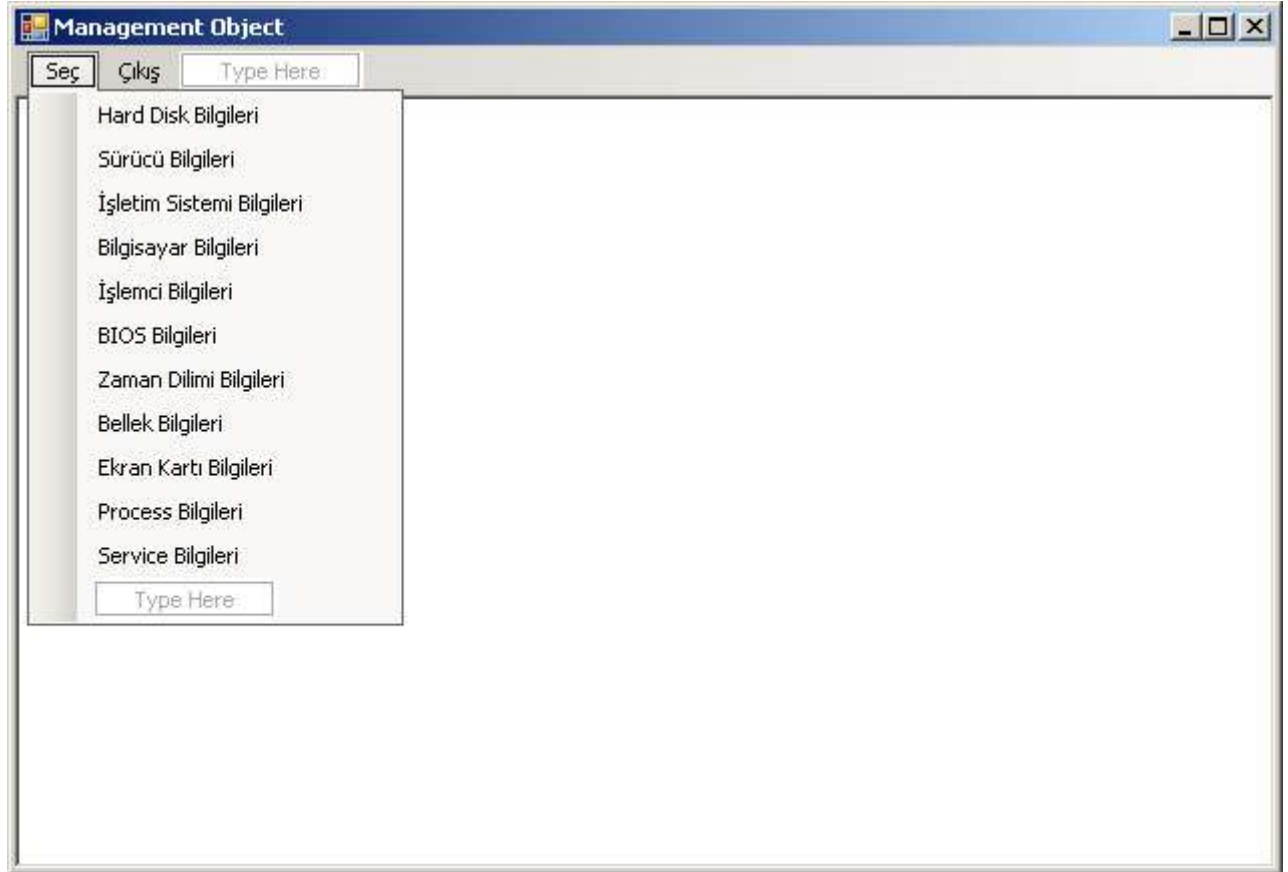 Management Object
Seç Çıkış Type Here
Hard Disk Bilgileri
Sürücü Bilgileri
İşletim Sistemi Bilgileri
Bilgisayar Bilgileri
İşlemci Bilgileri
BIOS Bilgileri
Zaman Dilimi Bilgileri
Bellek Bilgileri
Ekran Kartı Bilgileri
Process Bilgileri
Service Bilgileri
Type Here